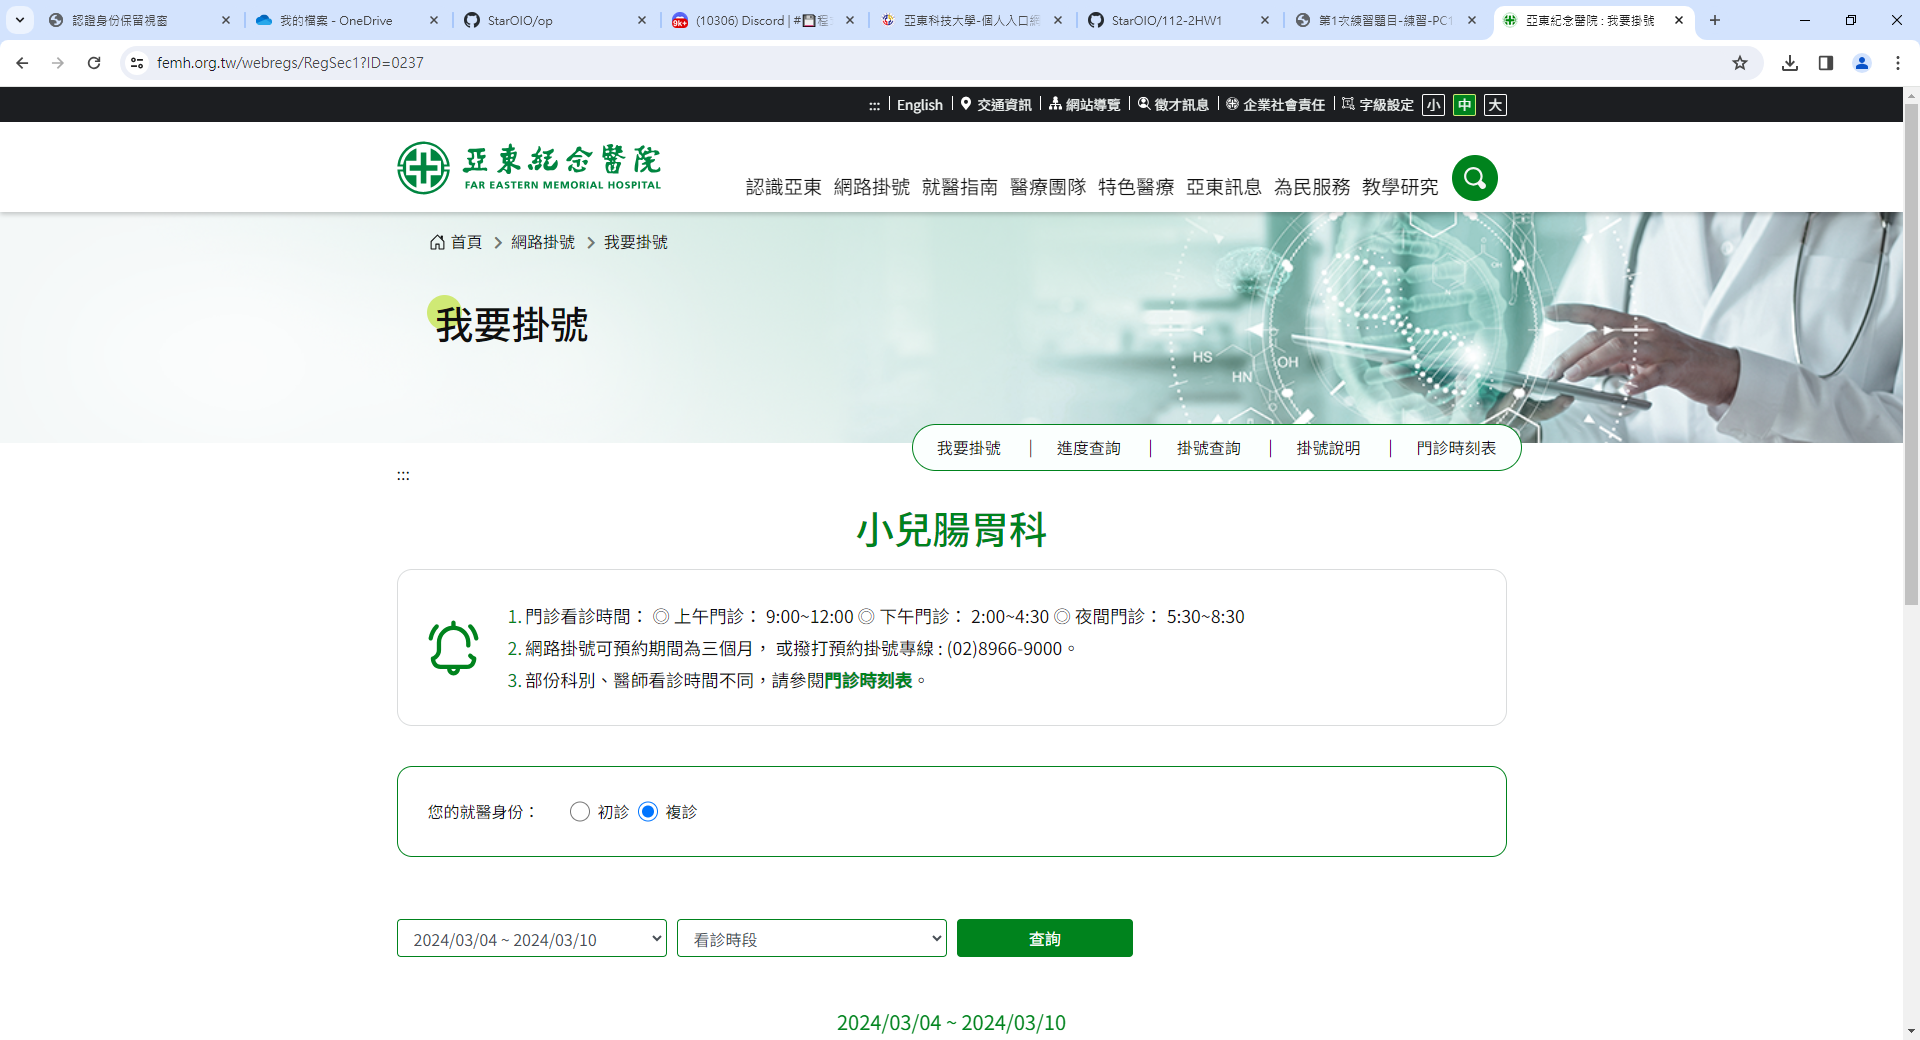 認證身份保留視窗
我的檔案 - OneDrive
StarOIO/op
(10306) Discord | #💾程
亞東科技大學-個人入口網
StarOIO/112-2HW1
第1次練習題目-練習-PC1
亞東紀念醫院 : 我要掛號
femh.org.tw/webregs/RegSec1?ID=0237
::: | English | 交通資訊 | 網站導覽 | 徵才訊息 | 企業社會責任 | 字級設定 小 中 大
亞東紀念醫院
FAR EASTERN MEMORIAL HOSPITAL
認識亞東 網路掛號 就醫指南 醫療團隊 特色醫療 亞東訊息 為民服務 教學研究
首頁 > 網路掛號 > 我要掛號
我要掛號
HS
HN
OH
我要掛號 | 進度查詢 | 掛號查詢 | 掛號說明 | 門診時刻表
:::
小兒腸胃科
1. 門診看診時間： ◎ 上午門診： 9:00~12:00 ◎ 下午門診： 2:00~4:30 ◎ 夜間門診： 5:30~8:30
2. 網路掛號可預約期間為三個月， 或撥打預約掛號專線 : (02)8966-9000。
3. 部份科別、醫師看診時間不同，請參閱門診時刻表。
您的就醫身份： 初診 複診
2024/03/04 ~ 2024/03/10
看診時段
查詢
2024/03/04 ~ 2024/03/10